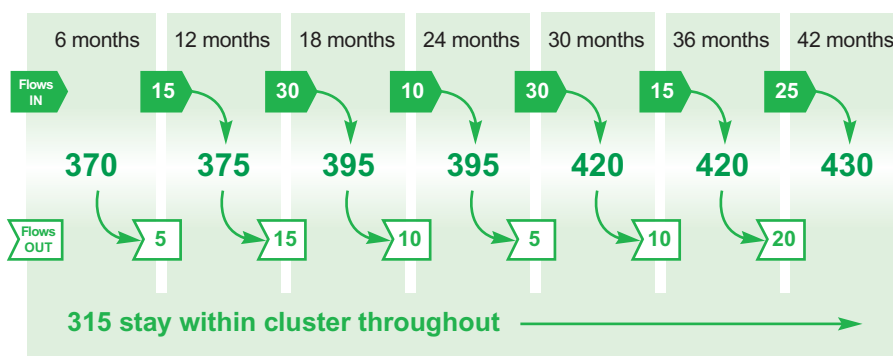 6 months 12 months 18 months 24 months 30 months 36 months 42 months
Flows
IN
15 30 10 30 15 25
370 375 395 395 420 420 430
Flows
OUT
5 15 10 5 10 20
315 stay within cluster throughout